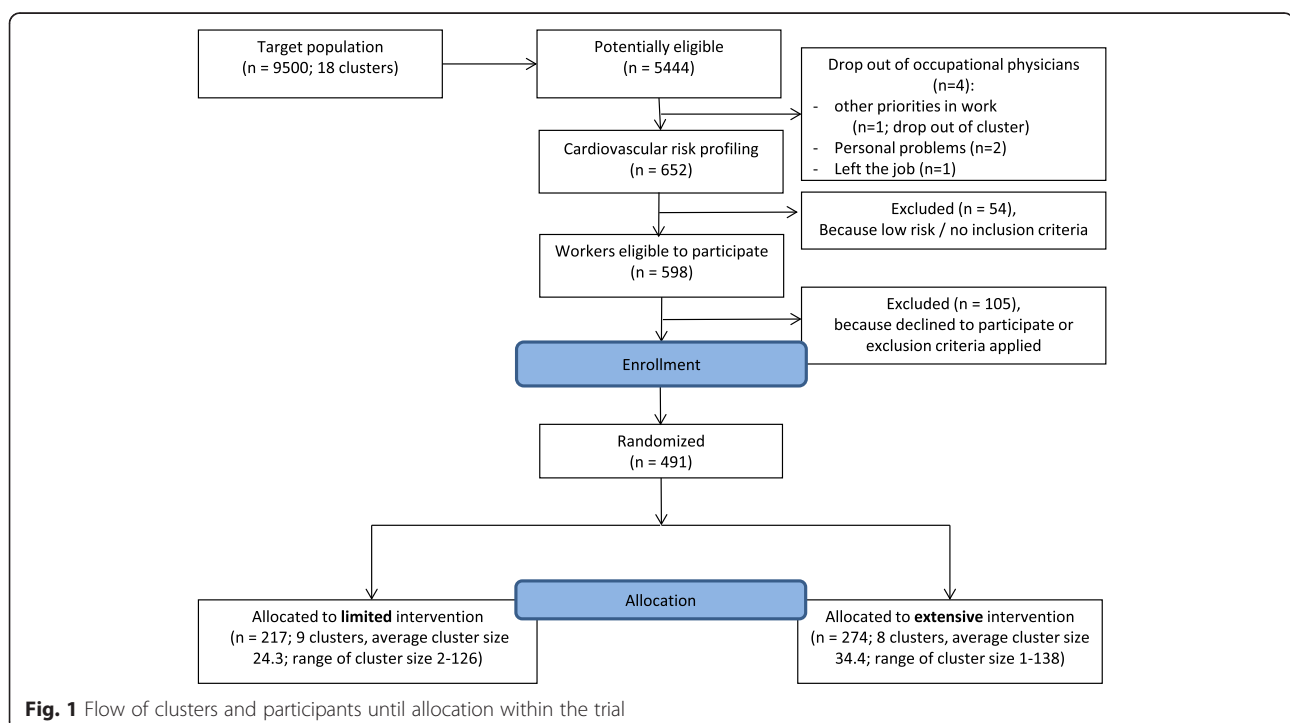 Target population
(n = 9500; 18 clusters)
Potentially eligible
(n = 5444)
Drop out of occupational physicians
(n=4):
- other priorities in work
(n=1; drop out of cluster)
- Personal problems (n=2)
- Left the job (n=1)
Cardiovascular risk profiling
(n = 652)
Excluded (n = 54),
Because low risk / no inclusion criteria
Workers eligible to participate
(n = 598)
Excluded (n = 105),
because declined to participate or
exclusion criteria applied
Enrollment
Randomized
(n = 491)
Allocation
Allocated to limited intervention
(n = 217; 9 clusters, average cluster size
24.3; range of cluster size 2-126)
Allocated to extensive intervention
(n = 274; 8 clusters, average cluster size
34.4; range of cluster size 1-138)
Fig. 1 Flow of clusters and participants until allocation within the trial